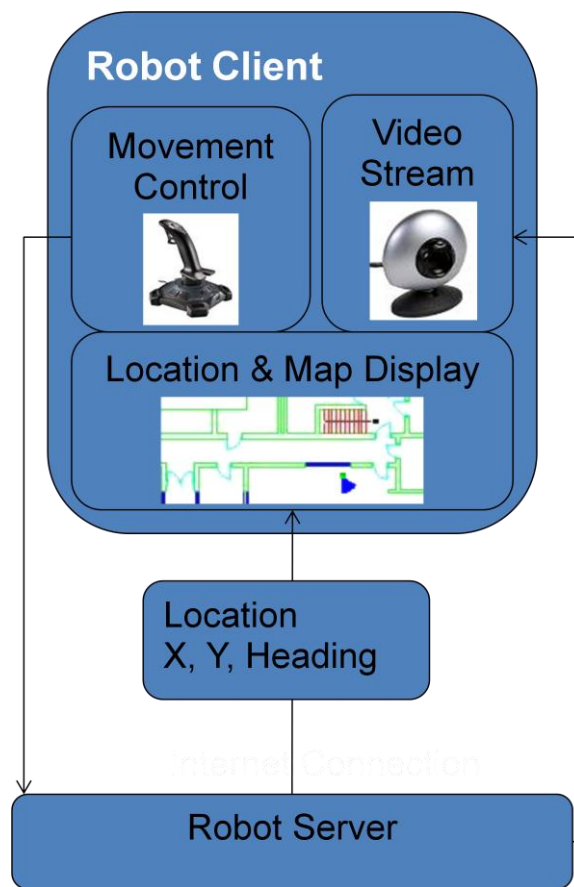 Robot Client
Movement
Control
Video
Stream
Location & Map Display
Location
X, Y, Heading
Internet Connection
Robot Server